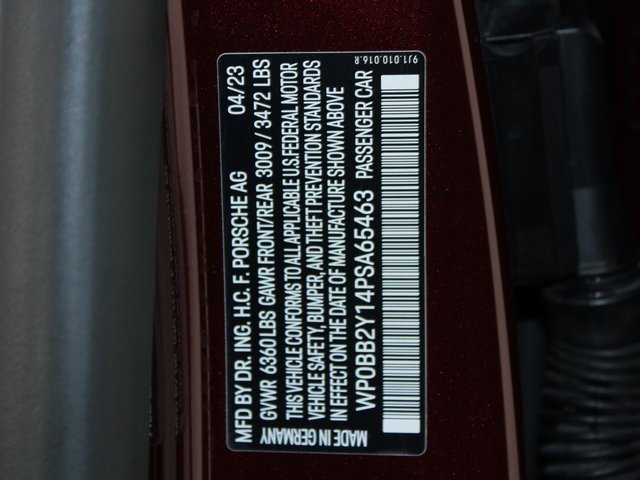 9J1.010.016.R
MFD BY DR. ING. H.C. F. PORSCHE AG 04/23
GVWR 6360 LBS GAWR FRONT/REAR 3009 / 3472 LBS
THIS VEHICLE CONFORMS TO ALL APPLICABLE U.S. FEDERAL MOTOR
VEHICLE SAFETY, BUMPER, AND THEFT PREVENTION STANDARDS
IN EFFECT ON THE DATE OF MANUFACTURE SHOWN ABOVE
WP0BB2Y14PSA65463 PASSENGER CAR
MADE IN GERMANY